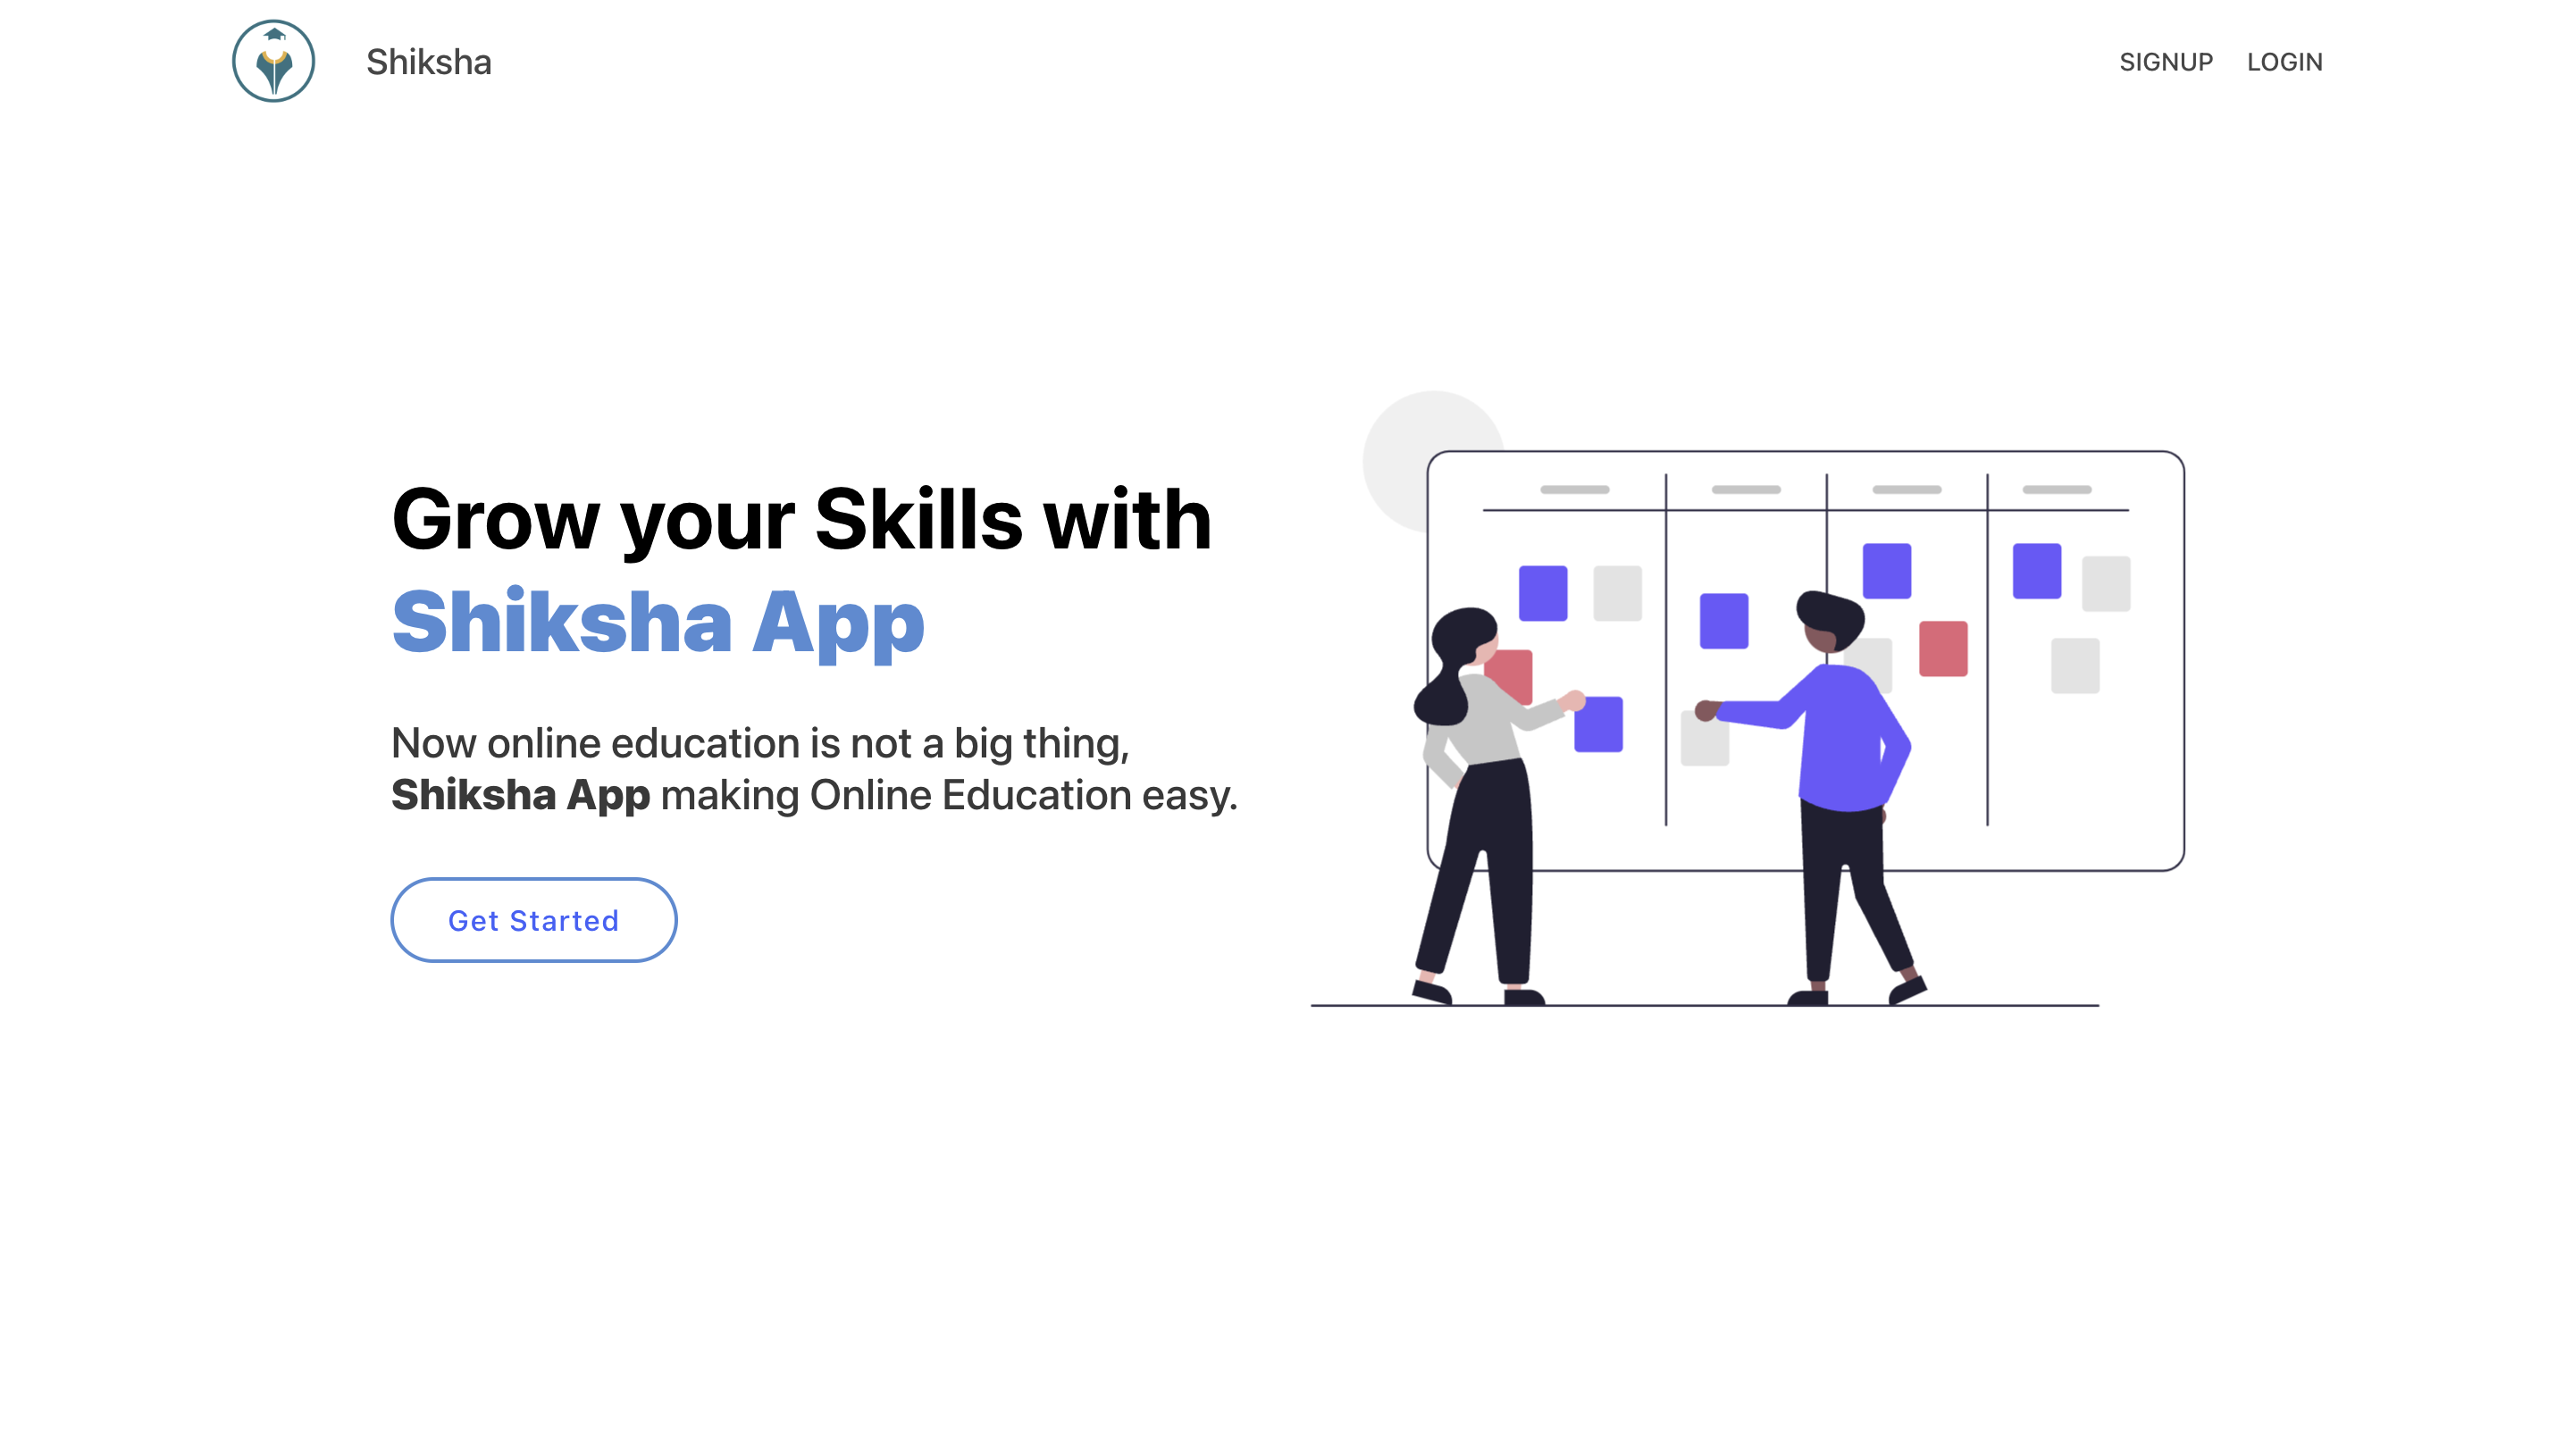 Shiksha
SIGNUP LOGIN
Grow your Skills with
Shiksha App
Now online education is not a big thing,
Shiksha App making Online Education easy.
Get Started